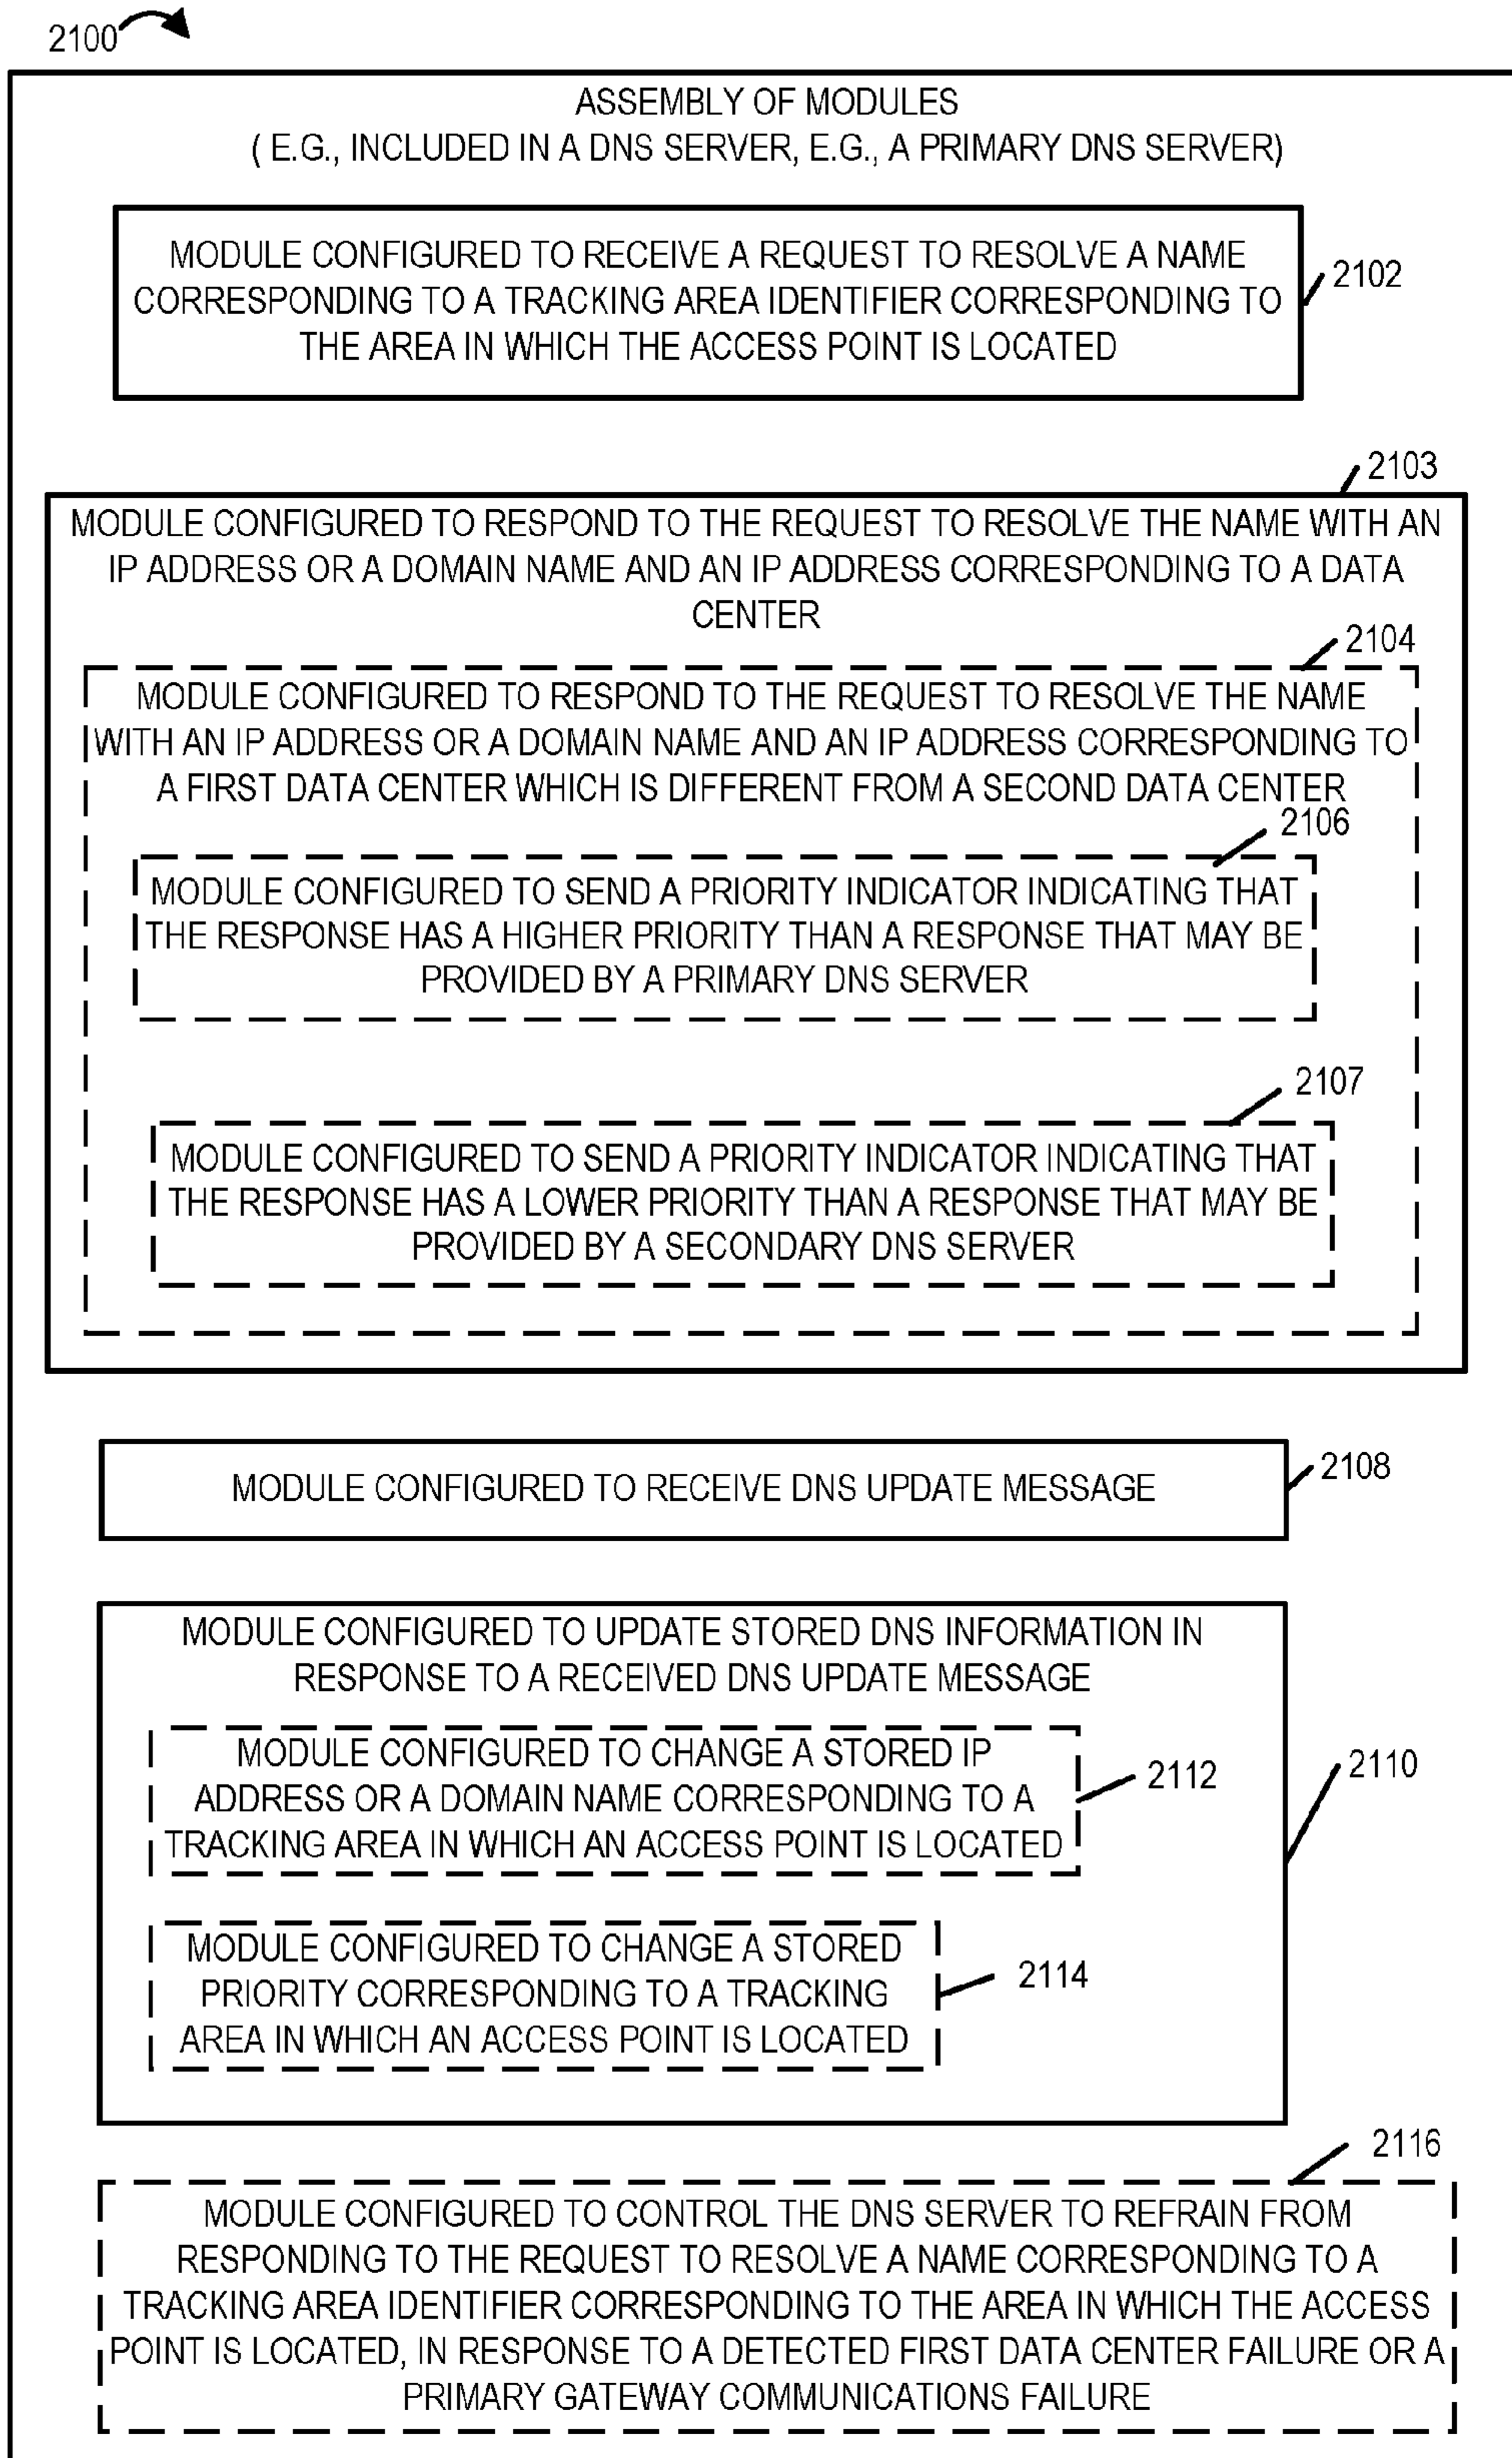 2100
ASSEMBLY OF MODULES
( E.G., INCLUDED IN A DNS SERVER, E.G., A PRIMARY DNS SERVER)
MODULE CONFIGURED TO RECEIVE A REQUEST TO RESOLVE A NAME
CORRESPONDING TO A TRACKING AREA IDENTIFIER CORRESPONDING TO
THE AREA IN WHICH THE ACCESS POINT IS LOCATED
2102
2103
MODULE CONFIGURED TO RESPOND TO THE REQUEST TO RESOLVE THE NAME WITH AN
IP ADDRESS OR A DOMAIN NAME AND AN IP ADDRESS CORRESPONDING TO A DATA
CENTER
2104
MODULE CONFIGURED TO RESPOND TO THE REQUEST TO RESOLVE THE NAME
WITH AN IP ADDRESS OR A DOMAIN NAME AND AN IP ADDRESS CORRESPONDING TO
A FIRST DATA CENTER WHICH IS DIFFERENT FROM A SECOND DATA CENTER
2106
MODULE CONFIGURED TO SEND A PRIORITY INDICATOR INDICATING THAT
THE RESPONSE HAS A HIGHER PRIORITY THAN A RESPONSE THAT MAY BE
PROVIDED BY A PRIMARY DNS SERVER
2107
MODULE CONFIGURED TO SEND A PRIORITY INDICATOR INDICATING THAT
THE RESPONSE HAS A LOWER PRIORITY THAN A RESPONSE THAT MAY BE
PROVIDED BY A SECONDARY DNS SERVER
MODULE CONFIGURED TO RECEIVE DNS UPDATE MESSAGE
2108
MODULE CONFIGURED TO UPDATE STORED DNS INFORMATION IN
RESPONSE TO A RECEIVED DNS UPDATE MESSAGE
2110
MODULE CONFIGURED TO CHANGE A STORED IP
ADDRESS OR A DOMAIN NAME CORRESPONDING TO A
TRACKING AREA IN WHICH AN ACCESS POINT IS LOCATED
2112
MODULE CONFIGURED TO CHANGE A STORED
PRIORITY CORRESPONDING TO A TRACKING
AREA IN WHICH AN ACCESS POINT IS LOCATED
2114
2116
MODULE CONFIGURED TO CONTROL THE DNS SERVER TO REFRAIN FROM
RESPONDING TO THE REQUEST TO RESOLVE A NAME CORRESPONDING TO A
TRACKING AREA IDENTIFIER CORRESPONDING TO THE AREA IN WHICH THE ACCESS
POINT IS LOCATED, IN RESPONSE TO A DETECTED FIRST DATA CENTER FAILURE OR A
PRIMARY GATEWAY COMMUNICATIONS FAILURE